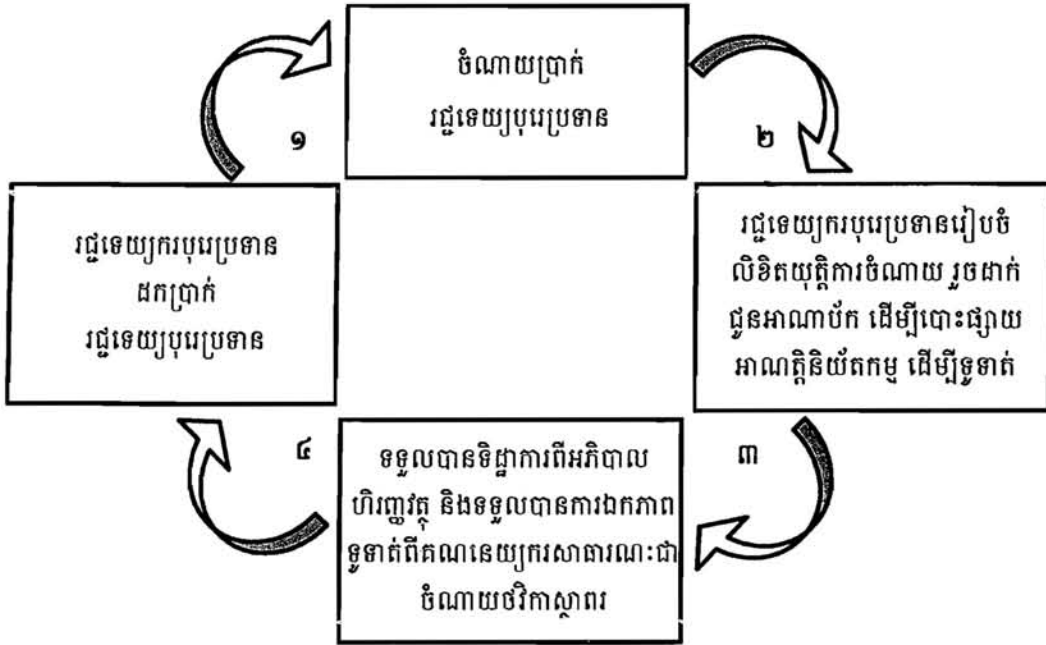 ចំណាយប្រាក់
រជ្ជទេយ្យបុរេប្រទាន
១
២
រជ្ជទេយ្យករបុរេប្រទាន
ដកប្រាក់
រជ្ជទេយ្យបុរេប្រទាន
រជ្ជទេយ្យករបុរេប្រទានរៀបចំ
លិខិតយុត្តិការចំណាយ រួចដាក់
ជូនអាណាប័ក ដើម្បីបោះផ្សាយ
អាណត្តិនិយ័តកម្ម ដើម្បីទូទាត់
៤
៣
ទទួលបានទិដ្ឋាការពីអភិបាល
ហិរញ្ញវត្ថុ និងទទួលបានការឯកភាព
ទូទាត់ពីគណនេយ្យករសាធារណៈជា
ចំណាយថវិកាស្ថាពរ